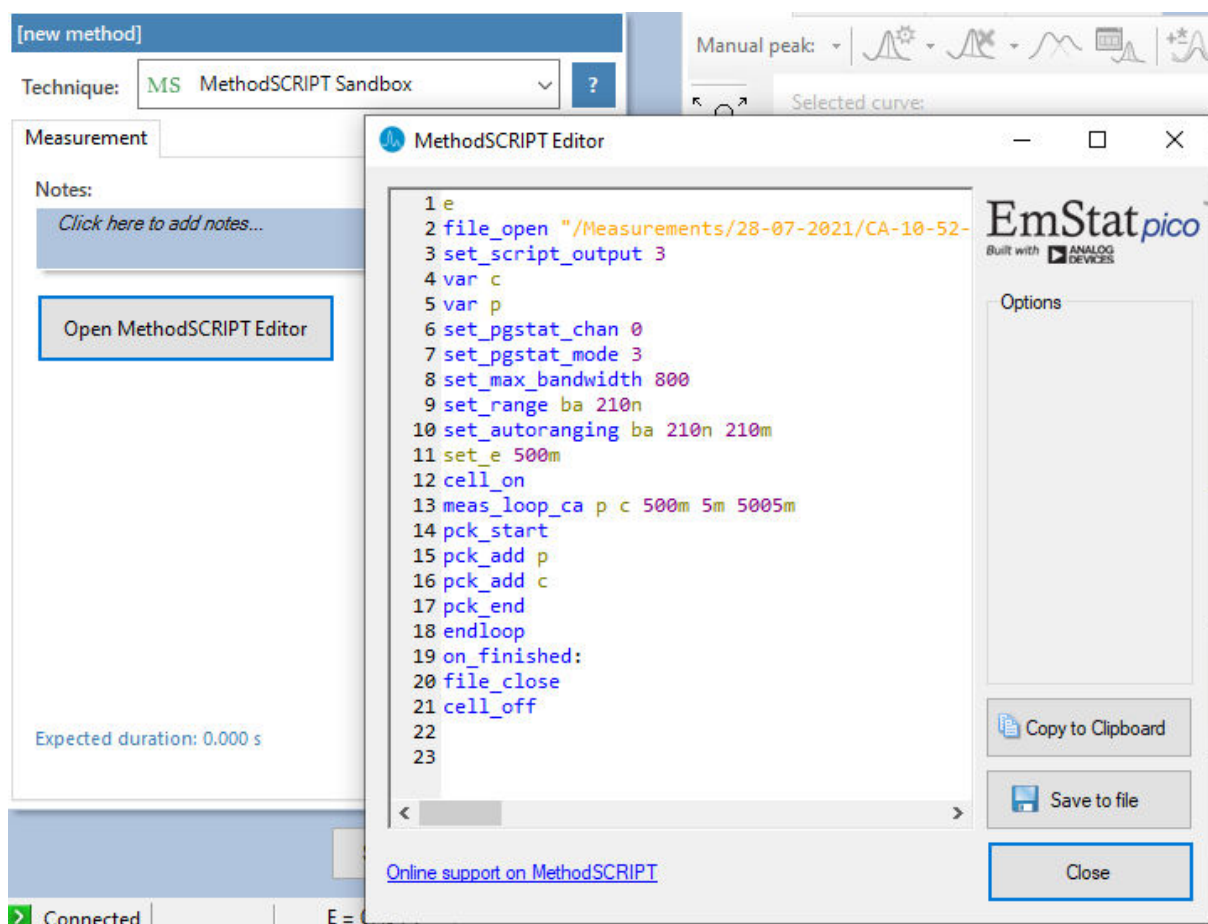 [new method]
Technique: MS MethodSCRIPT Sandbox ?
Measurement
Notes:
Click here to add notes...
Open MethodSCRIPT Editor
Expected duration: 0.000 s
Connected
E =
Manual peak:
Selected curve:
MethodSCRIPT Editor
1 e
2 file_open "/Measurements/28-07-2021/CA-10-52-
3 set_script_output 3
4 var c
5 var p
6 set_pgstat_chan 0
7 set_pgstat_mode 3
8 set_max_bandwidth 800
9 set_range ba 210n
10 set_autoranging ba 210n 210m
11 set_e 500m
12 cell_on
13 meas_loop_ca p c 500m 5m 5005m
14 pck_start
15 pck_add p
16 pck_add c
17 pck_end
18 endloop
19 on_finished:
20 file_close
21 cell_off
22
23
EmStat pico
Built with ANALOG DEVICES
Options
Copy to Clipboard
Save to file
Online support on MethodSCRIPT
Close